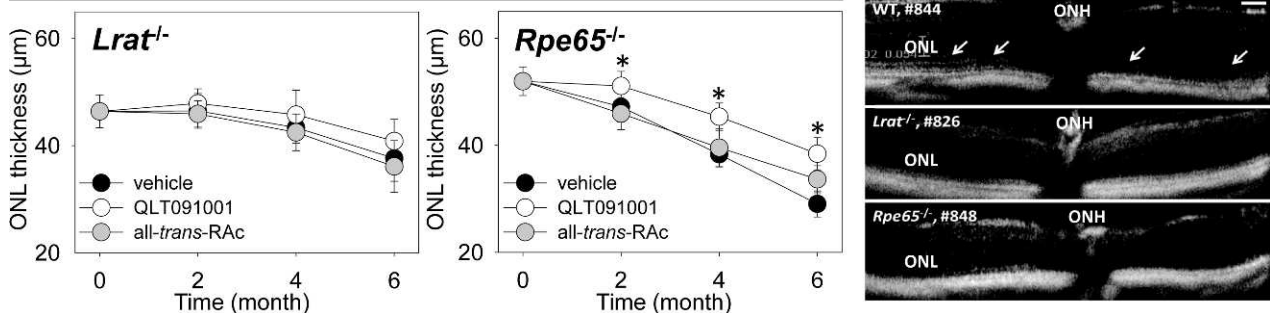 Lrat-/-
ONL thickness (μm)
60
40
20
vehicle
QLT091001
all-trans-RAc
0 2 4 6
Time (month)
Rpe65-/-
ONL thickness (μm)
60
40
20
*
*
*
vehicle
QLT091001
all-trans-RAc
0 2 4 6
Time (month)
WT, #844
ONH
ONL
Lrat-/-, #826
ONH
ONL
Rpe65-/-, #848
ONH
ONL